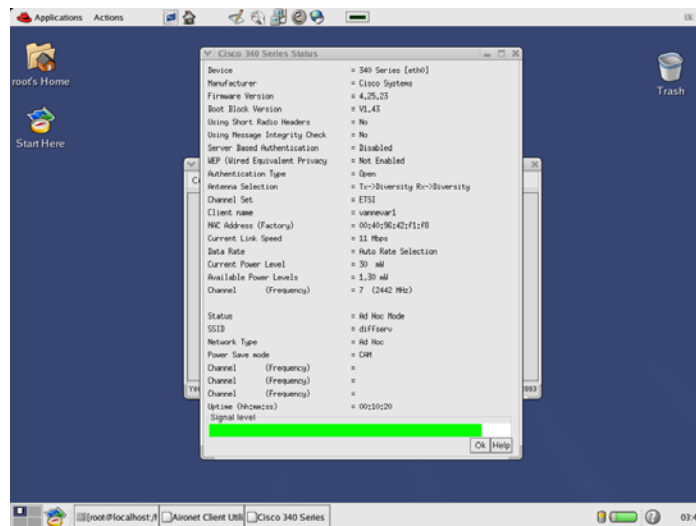 Applications Actions
Cisco 340 Series Status
root's Home
Trash
Start Here
Device = 340 Series [eth0]
Manufacturer = Cisco Systems
Firmware Version = 4.25.23
Boot Block Version = V1.43
Using Short Radio Headers = No
Using Message Integrity Check = No
Server Based Authentication = Disabled
WEP (Wired Equivalent Privacy = Not Enabled
Authentication Type = Open
Antenna Selection = Tx->Diversity Rx->Diversity
Channel Set = ETSI
Client name = vannevar1
MAC Address (Factory) = 00:40:96:42:f1:f8
Current Link Speed = 11 Mbps
Data Rate = Auto Rate Selection
Current Power Level = 30 mW
Available Power Levels = 1,30 mW
Channel (Frequency) = 7 (2442 MHz)
Status = Ad Hoc Mode
SSID = diffserv
Network Type = Ad Hoc
Power Save mode = CAM
Channel (Frequency) =
Channel (Frequency) =
Channel (Frequency) =
Uptime (hh:mm:ss) = 00:10:20
Signal level
Ok Help
[root@localhost:/ Aironet Client Utili Cisco 340 Series